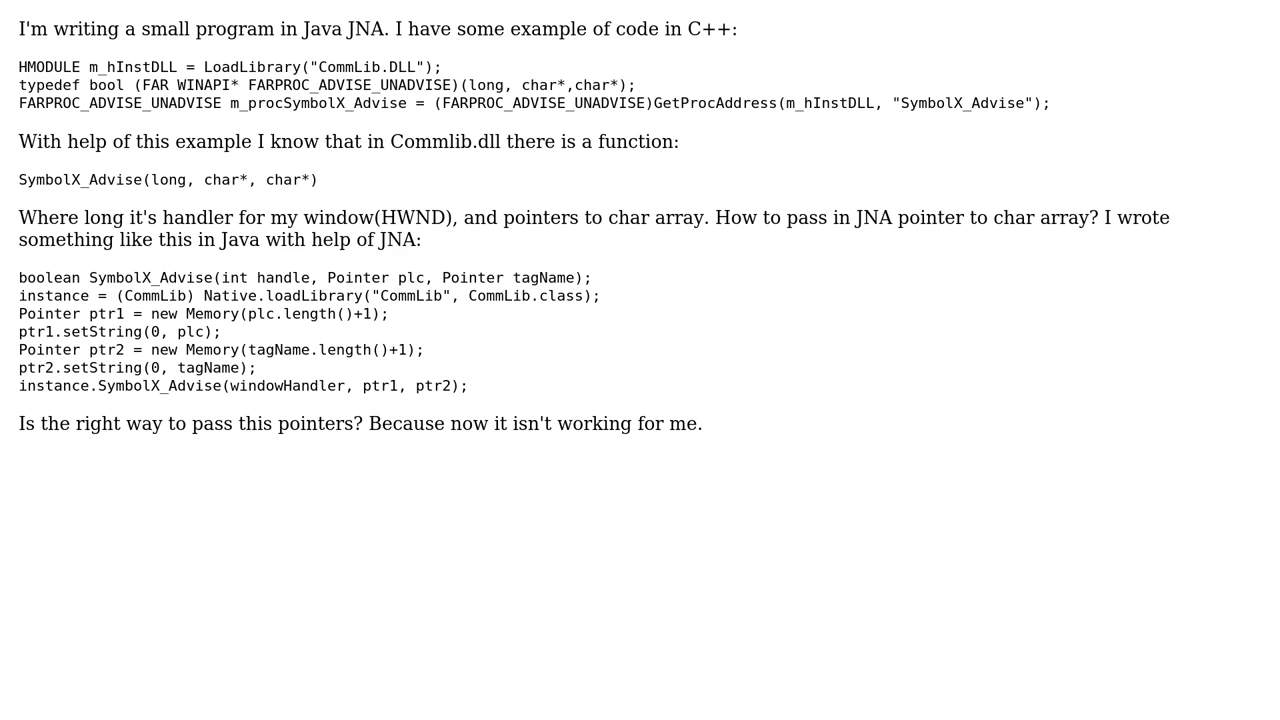 I'm writing a small program in Java JNA. I have some example of code in C++:
HMODULE m_hInstDLL = LoadLibrary("CommLib.DLL");
typedef bool (FAR WINAPI* FARPROC_ADVISE_UNADVISE)(long, char*,char*);
FARPROC_ADVISE_UNADVISE m_procSymbolX_Advise = (FARPROC_ADVISE_UNADVISE)GetProcAddress(m_hInstDLL, "SymbolX_Advise");
With help of this example I know that in Commlib.dll there is a function:
SymbolX_Advise(long, char*, char*)
Where long it's handler for my window(HWND), and pointers to char array. How to pass in JNA pointer to char array? I wrote
something like this in Java with help of JNA:
boolean SymbolX_Advise(int handle, Pointer plc, Pointer tagName);
instance = (CommLib) Native.loadLibrary("CommLib", CommLib.class);
Pointer ptr1 = new Memory(plc.length()+1);
ptr1.setString(0, plc);
Pointer ptr2 = new Memory(tagName.length()+1);
ptr2.setString(0, tagName);
instance.SymbolX_Advise(windowHandler, ptr1, ptr2);
Is the right way to pass this pointers? Because now it isn't working for me.